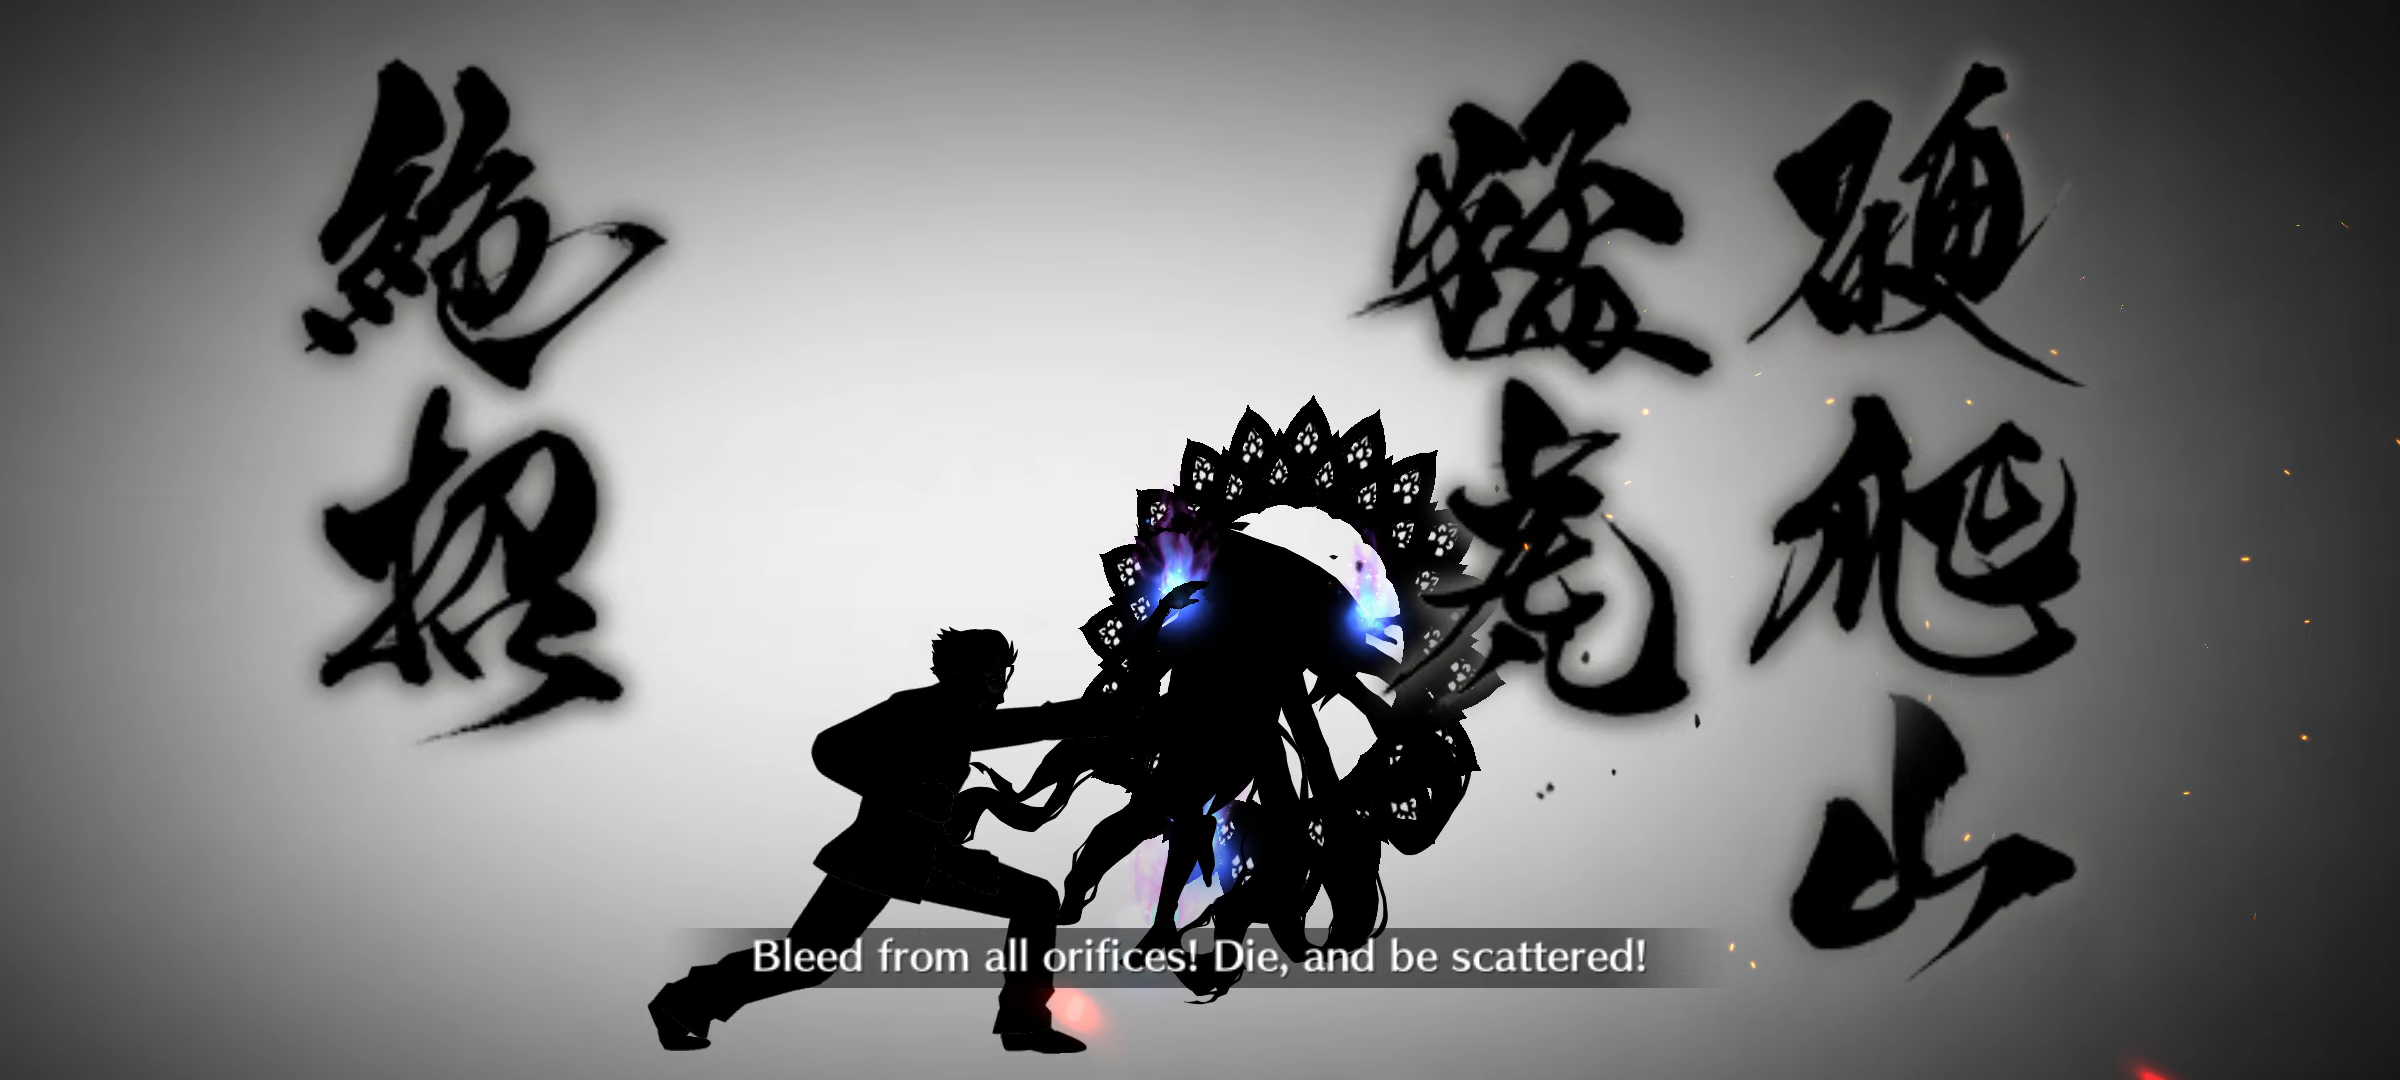 絶招
猛虎
硬爬山
Bleed from all orifices! Die, and be scattered!